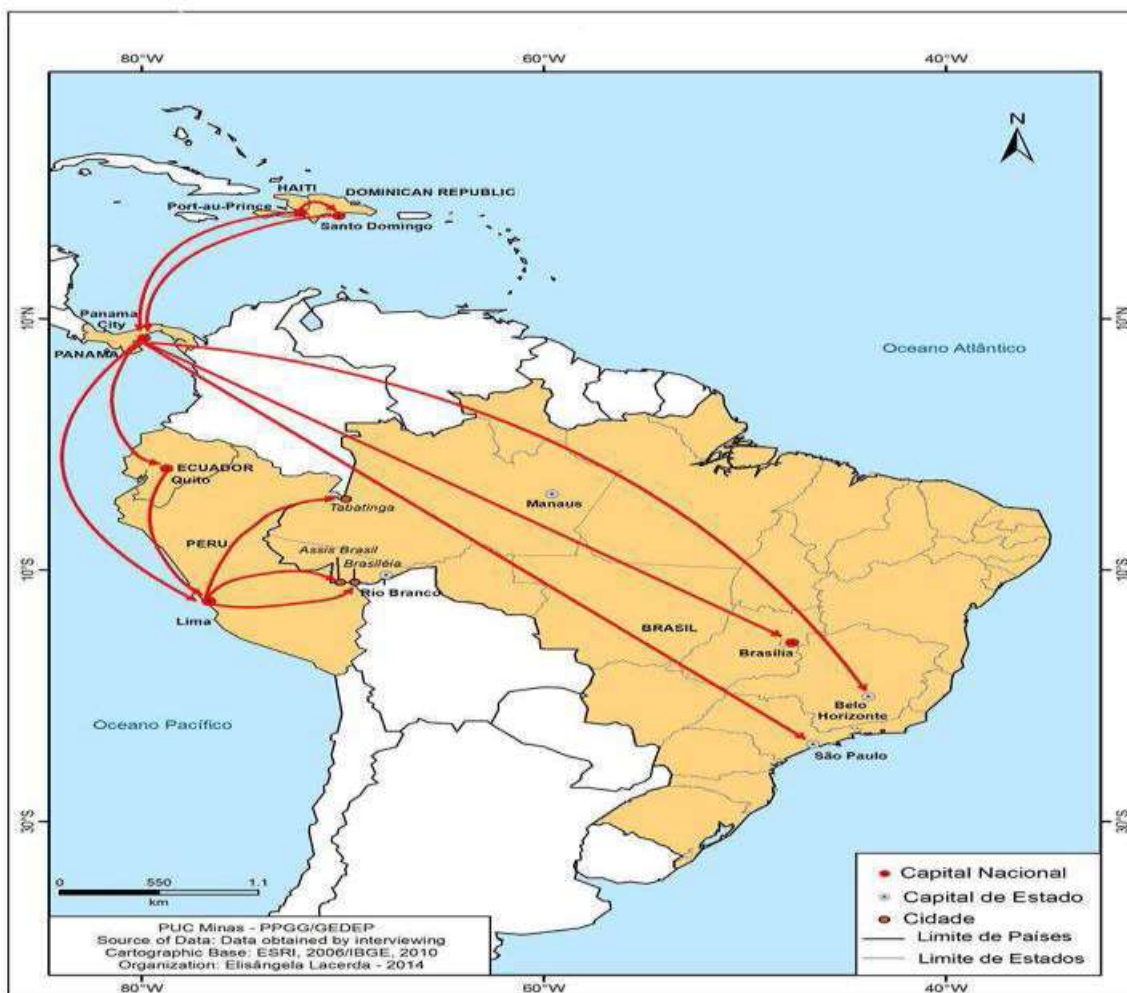 80°W 60°W 40°W
N
HAITI
DOMINICAN REPUBLIC
Port-au-Prince
Santo Domingo
10°N
10°N
Panama
City
PANAMA
Oceano Atlântico
ECUADOR
Quito
Manaus
Tabatinga
PERU
Assis Brasil
Brasiléia
10°S
10°S
Rio Branco
Lima
BRASIL
Brasília
Oceano Pacífico
Belo
Horizonte
São Paulo
30°S
30°S
0 550 1.1
km
Capital Nacional
Capital de Estado
Cidade
Limite de Países
Limite de Estados
PUC Minas - PPGG/GEDEP
Source of Data: Data obtained by interviewing
Cartographic Base: ESRI, 2006/IBGE, 2010
Organization: Elisângela Lacerda - 2014
80°W 60°W 40°W